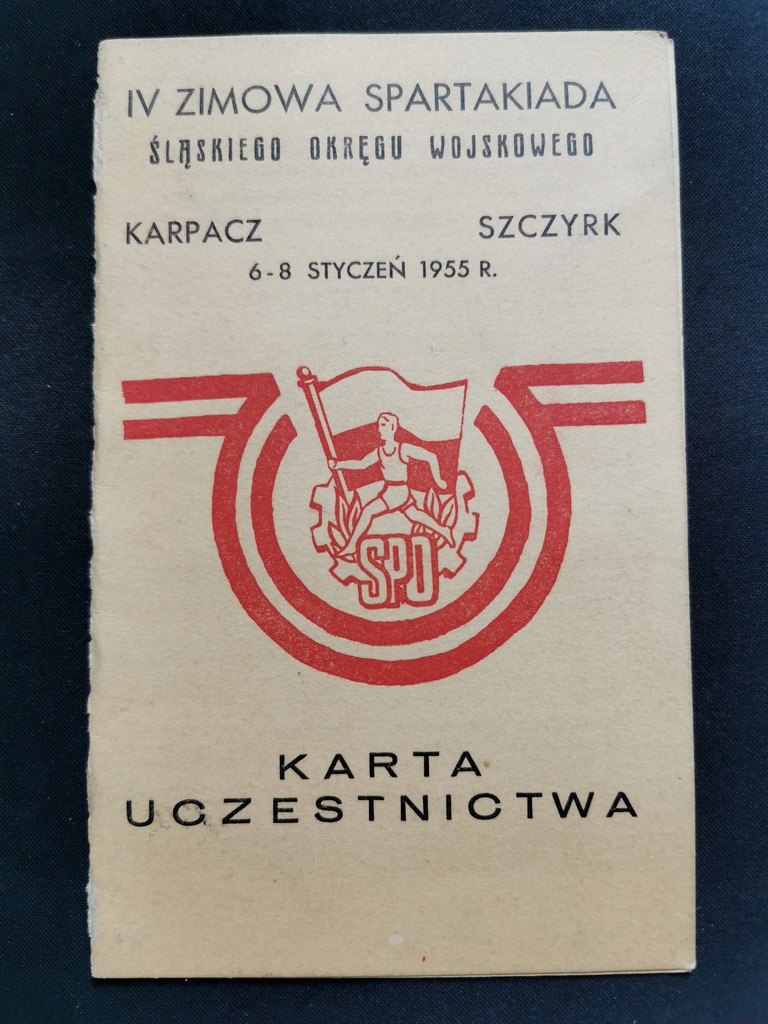 IV ZIMOWA SPARTAKIADA
ŚLĄSKIEGO OKRĘGU WOJSKOWEGO
KARPACZ SZCZYRK
6-8 STYCZEŃ 1955 R.
SPO
KARTA
UCZESTNICTWA